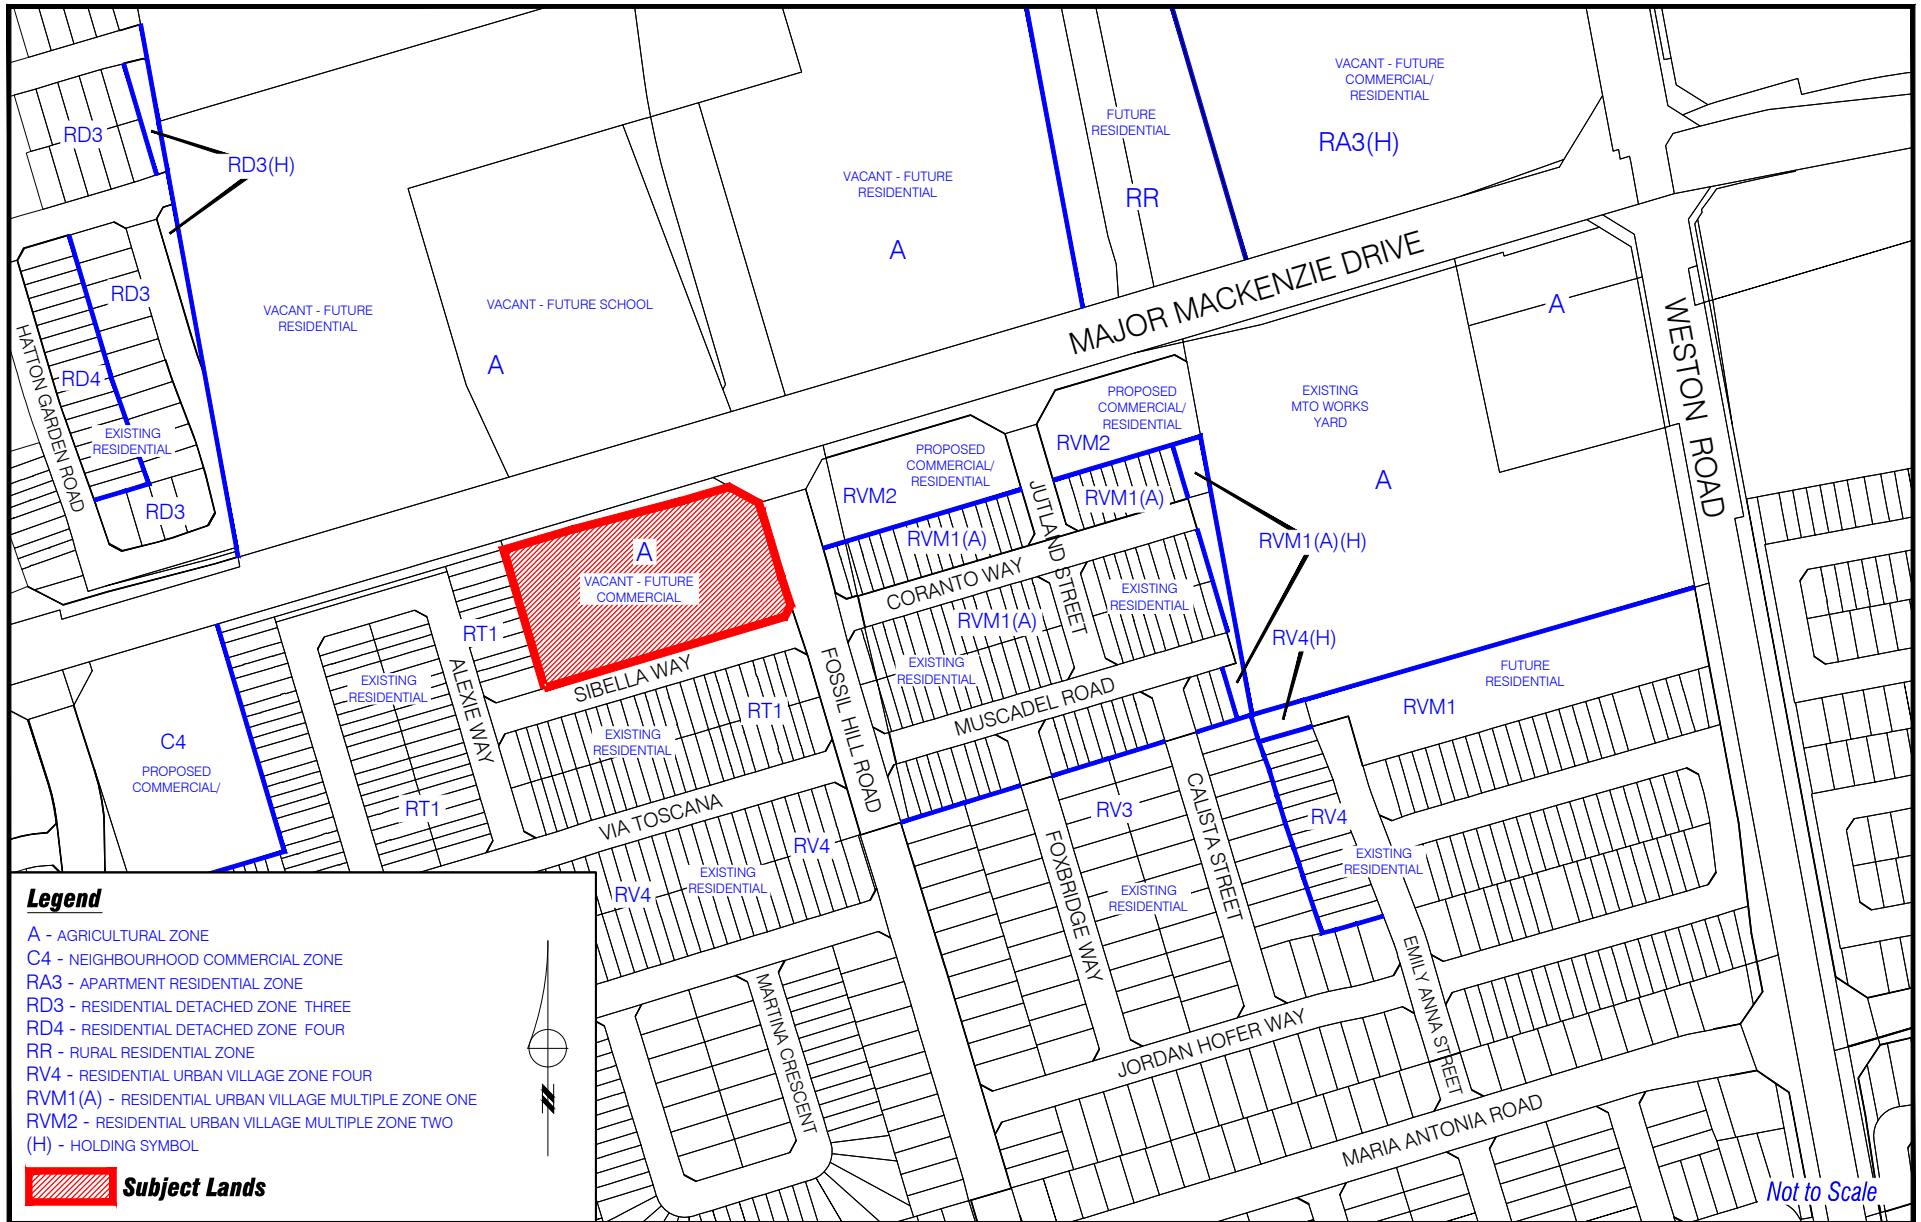 VACANT - FUTURE
COMMERCIAL/
RESIDENTIAL
RA3(H)
FUTURE
RESIDENTIAL
RR
RD3
RD3(H)
VACANT - FUTURE
RESIDENTIAL
A
RD3
VACANT - FUTURE
RESIDENTIAL
VACANT - FUTURE SCHOOL
A
MAJOR MACKENZIE DRIVE
A
WESTON ROAD
HATTON GARDEN ROAD
RD4
EXISTING
RESIDENTIAL
RD3
PROPOSED
COMMERCIAL/
RESIDENTIAL
RVM2
EXISTING
MTO WORKS
YARD
A
PROPOSED
COMMERCIAL/
RESIDENTIAL
RVM2
RVM1(A)
RVM1(A)
JUTLAND STREET
RVM1(A)(H)
A
VACANT - FUTURE
COMMERCIAL
CORANTO WAY
EXISTING
RESIDENTIAL
RVM1(A)
RT1
RV4(H)
EXISTING
RESIDENTIAL
ALEXIE WAY
SIBELLA WAY
FOSSIL HILL ROAD
EXISTING
RESIDENTIAL
MUSCADEL ROAD
FUTURE
RESIDENTIAL
RVM1
RT1
C4
PROPOSED
COMMERCIAL/
EXISTING
RESIDENTIAL
RT1
VIA TOSCANA
RV4
RV3
CALISTA STREET
RV4
EXISTING
RESIDENTIAL
FOXBRIDGE WAY
EXISTING
RESIDENTIAL
RV4
EXISTING
RESIDENTIAL
MARTINA CRESCENT
EMILY ANNA STREET
JORDAN HOFER WAY
MARIA ANTONIA ROAD
Legend
A - AGRICULTURAL ZONE
C4 - NEIGHBOURHOOD COMMERCIAL ZONE
RA3 - APARTMENT RESIDENTIAL ZONE
RD3 - RESIDENTIAL DETACHED ZONE THREE
RD4 - RESIDENTIAL DETACHED ZONE FOUR
RR - RURAL RESIDENTIAL ZONE
RV4 - RESIDENTIAL URBAN VILLAGE ZONE FOUR
RVM1(A) - RESIDENTIAL URBAN VILLAGE MULTIPLE ZONE ONE
RVM2 - RESIDENTIAL URBAN VILLAGE MULTIPLE ZONE TWO
(H) - HOLDING SYMBOL
Subject Lands
Not to Scale